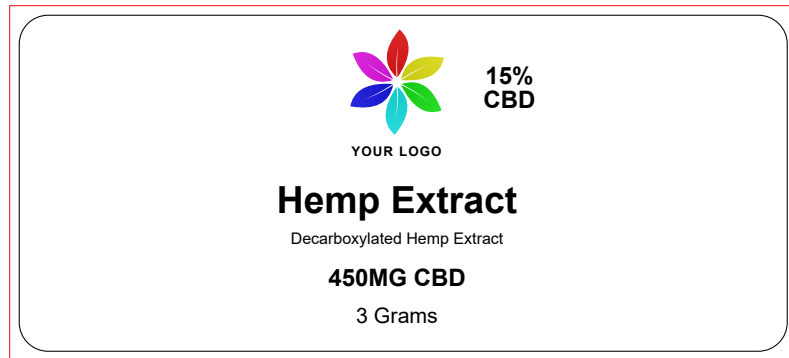 15%
CBD
YOUR LOGO
Hemp Extract
Decarboxylated Hemp Extract
450MG CBD
3 Grams